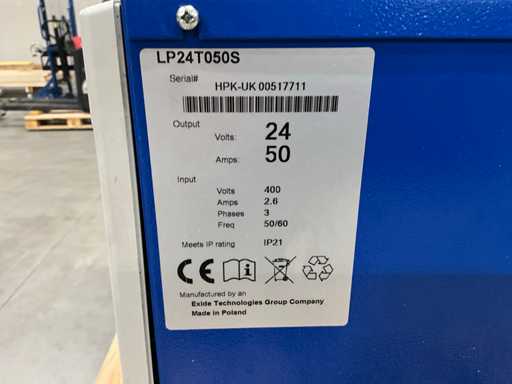 LP24T050S
Serial#
HPK-UK 00517711
Output
Volts: 24
Amps: 50
Input
Volts 400
Amps 2.6
Phases 3
Freq 50/60
Meets IP rating IP21
CE
Manufactured by an
Exide Technologies Group Company
Made in Poland